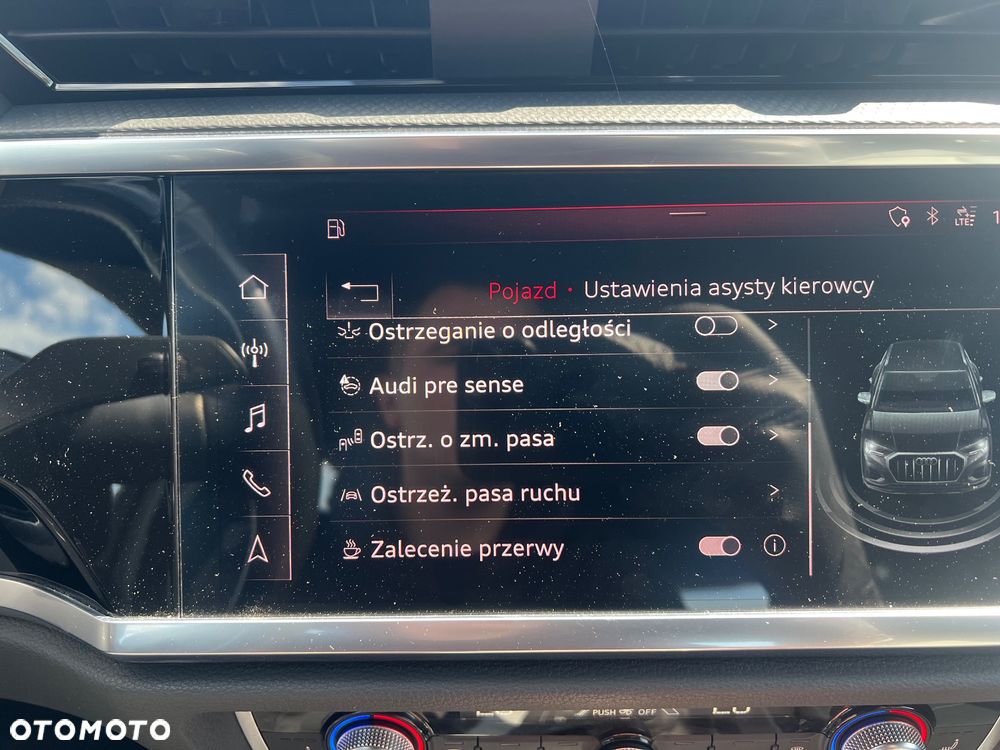 LTE
Pojazd · Ustawienia asysty kierowcy
Ostrzeganie o odległości
Audi pre sense
Ostrz. o zm. pasa
Ostrzeż. pasa ruchu
Zalecenie przerwy
PUSH OFF
OTOMOTO